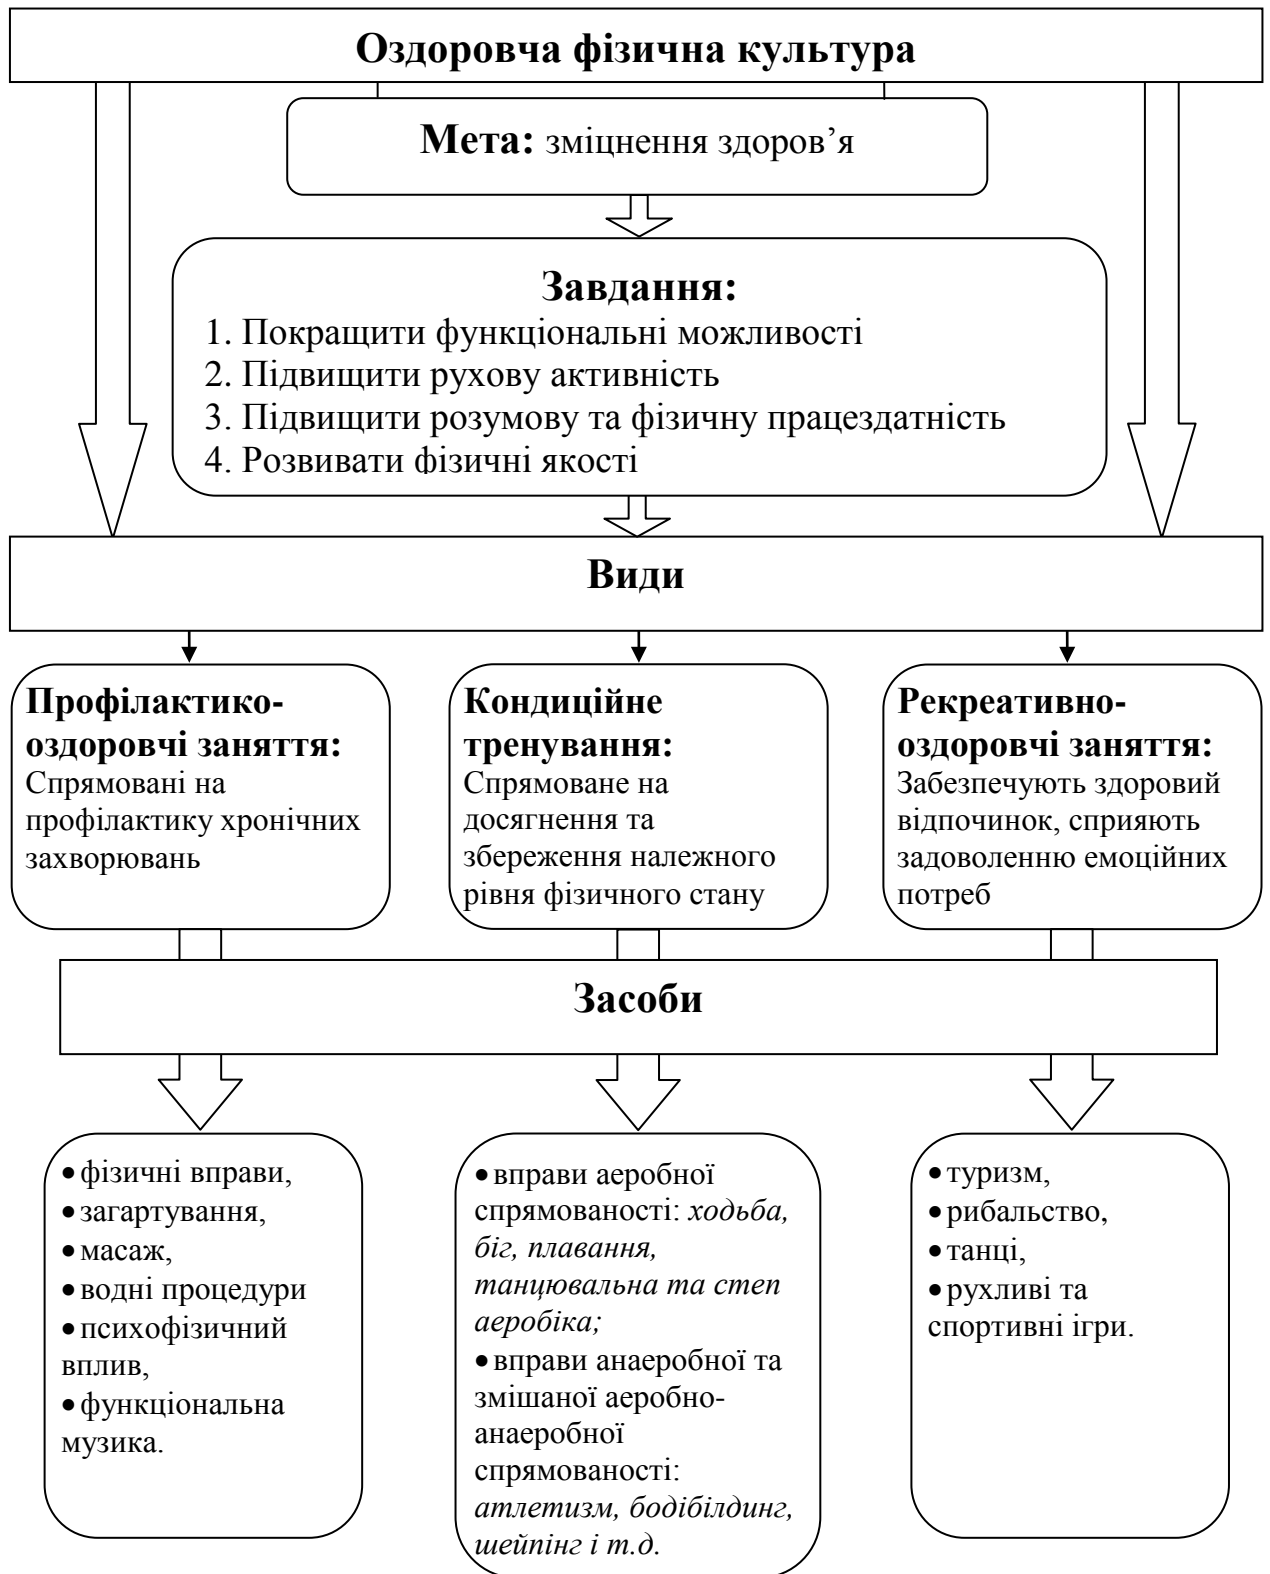 Оздоровча фізична культура
Мета: зміцнення здоров’я
Завдання:
1. Покращити функціональні можливості
2. Підвищити рухову активність
3. Підвищити розумову та фізичну працездатність
4. Розвивати фізичні якості
Види
Профілактико-
оздоровчі заняття:
Спрямовані на
профілактику хронічних
захворювань
Кондиційне
тренування:
Спрямоване на
досягнення та
збереження належного
рівня фізичного стану
Рекреативно-
оздоровчі заняття:
Забезпечують здоровий
відпочинок, сприяють
задоволенню емоційних
потреб
Засоби
• фізичні вправи,
• загартування,
• масаж,
• водні процедури
• психофізичний
вплив,
• функціональна
музика.
• вправи аеробної
спрямованості: ходьба,
біг, плавання,
танцювальна та степ
аеробіка;
• вправи анаеробної та
змішаної аеробно-
анаеробної
спрямованості:
атлетизм, бодібілдинг,
шейпінг і т.д.
• туризм,
• рибальство,
• танці,
• рухливі та
спортивні ігри.